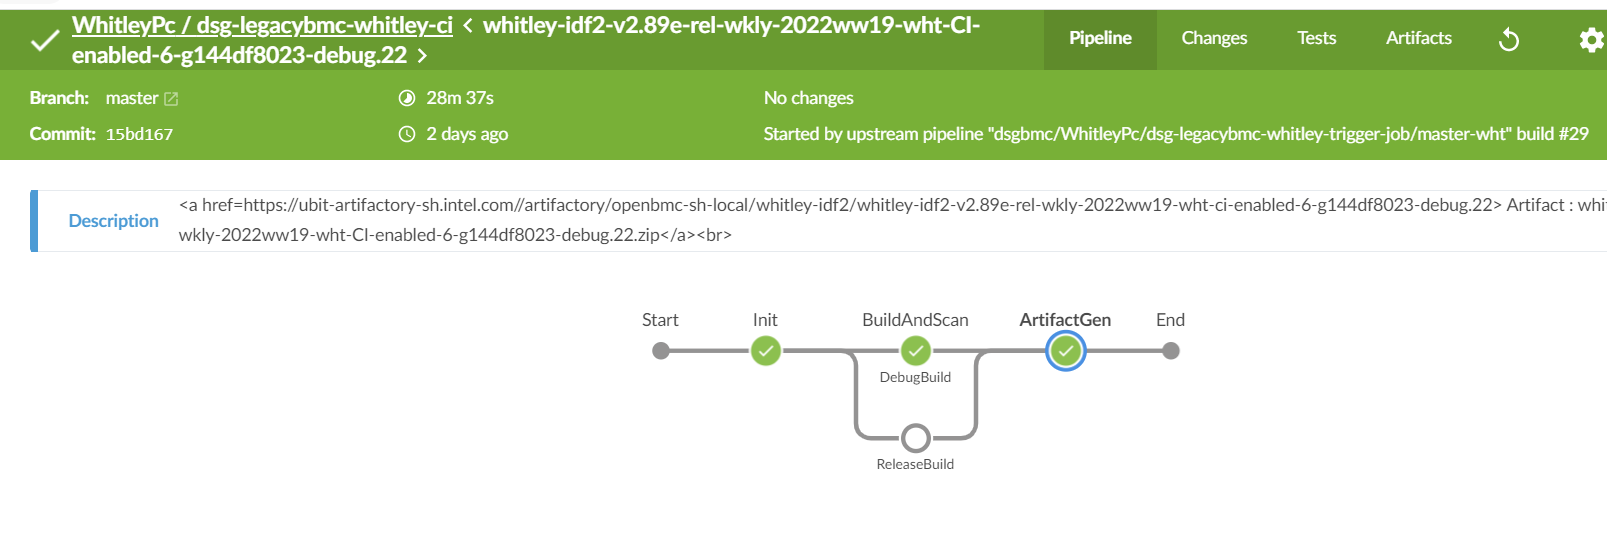 WhitleyPc / dsg-legacybmc-whitley-ci < whitley-idf2-v2.89e-rel-wkly-2022ww19-wht-CI-
enabled-6-g144df8023-debug.22 >
Pipeline Changes Tests Artifacts
Branch: master 28m 37s No changes
Commit: 15bd167 2 days ago Started by upstream pipeline "dsgbmc/WhitleyPc/dsg-legacybmc-whitley-trigger-job/master-wht" build #29
Description
<a href=https://ubit-artifactory-sh.intel.com//artifactory/openbmc-sh-local/whitley-idf2/whitley-idf2-v2.89e-rel-wkly-2022ww19-wht-ci-enabled-6-g144df8023-debug.22> Artifact : whi
wkly-2022ww19-wht-CI-enabled-6-g144df8023-debug.22.zip</a><br>
Start Init BuildAndScan ArtifactGen End
DebugBuild
ReleaseBuild